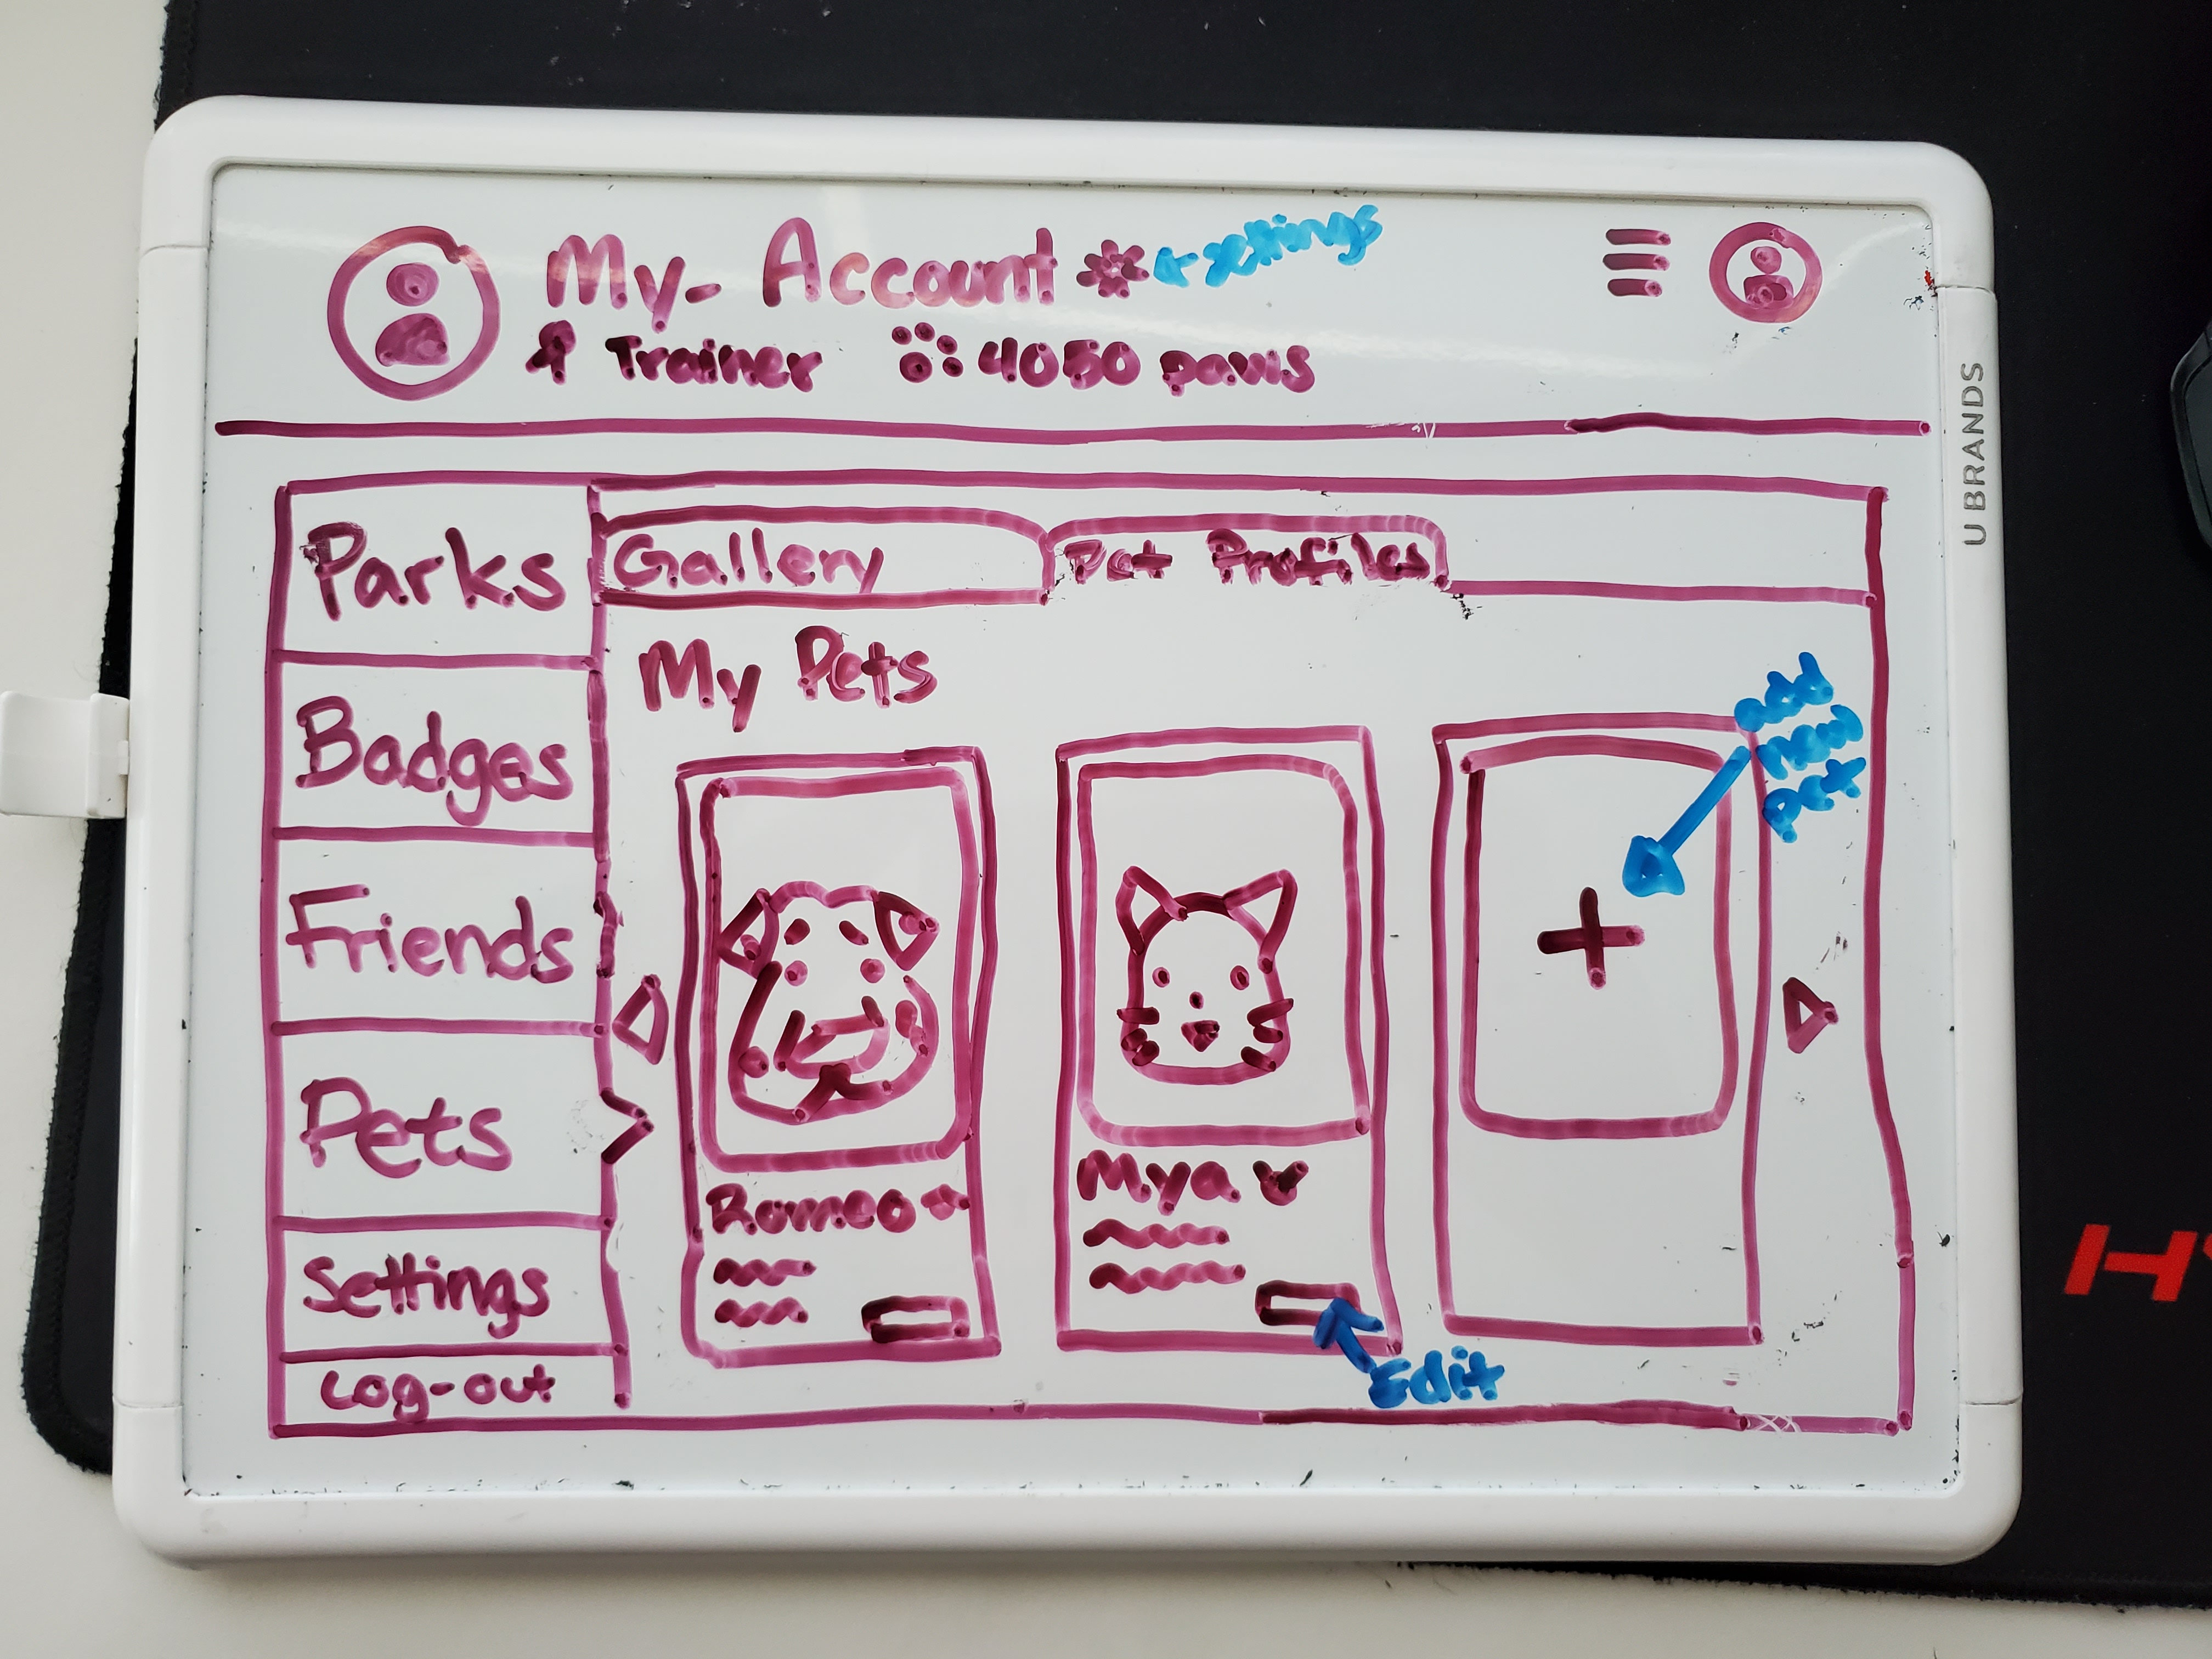 My- Account
settings
Trainer
4050 paws
U BRANDS
Parks
Badges
Friends
Pets
Settings
Log-out
Gallery
Pet Profiles
My Pets
add
new
pet
+
Romeo
Mya
Edit